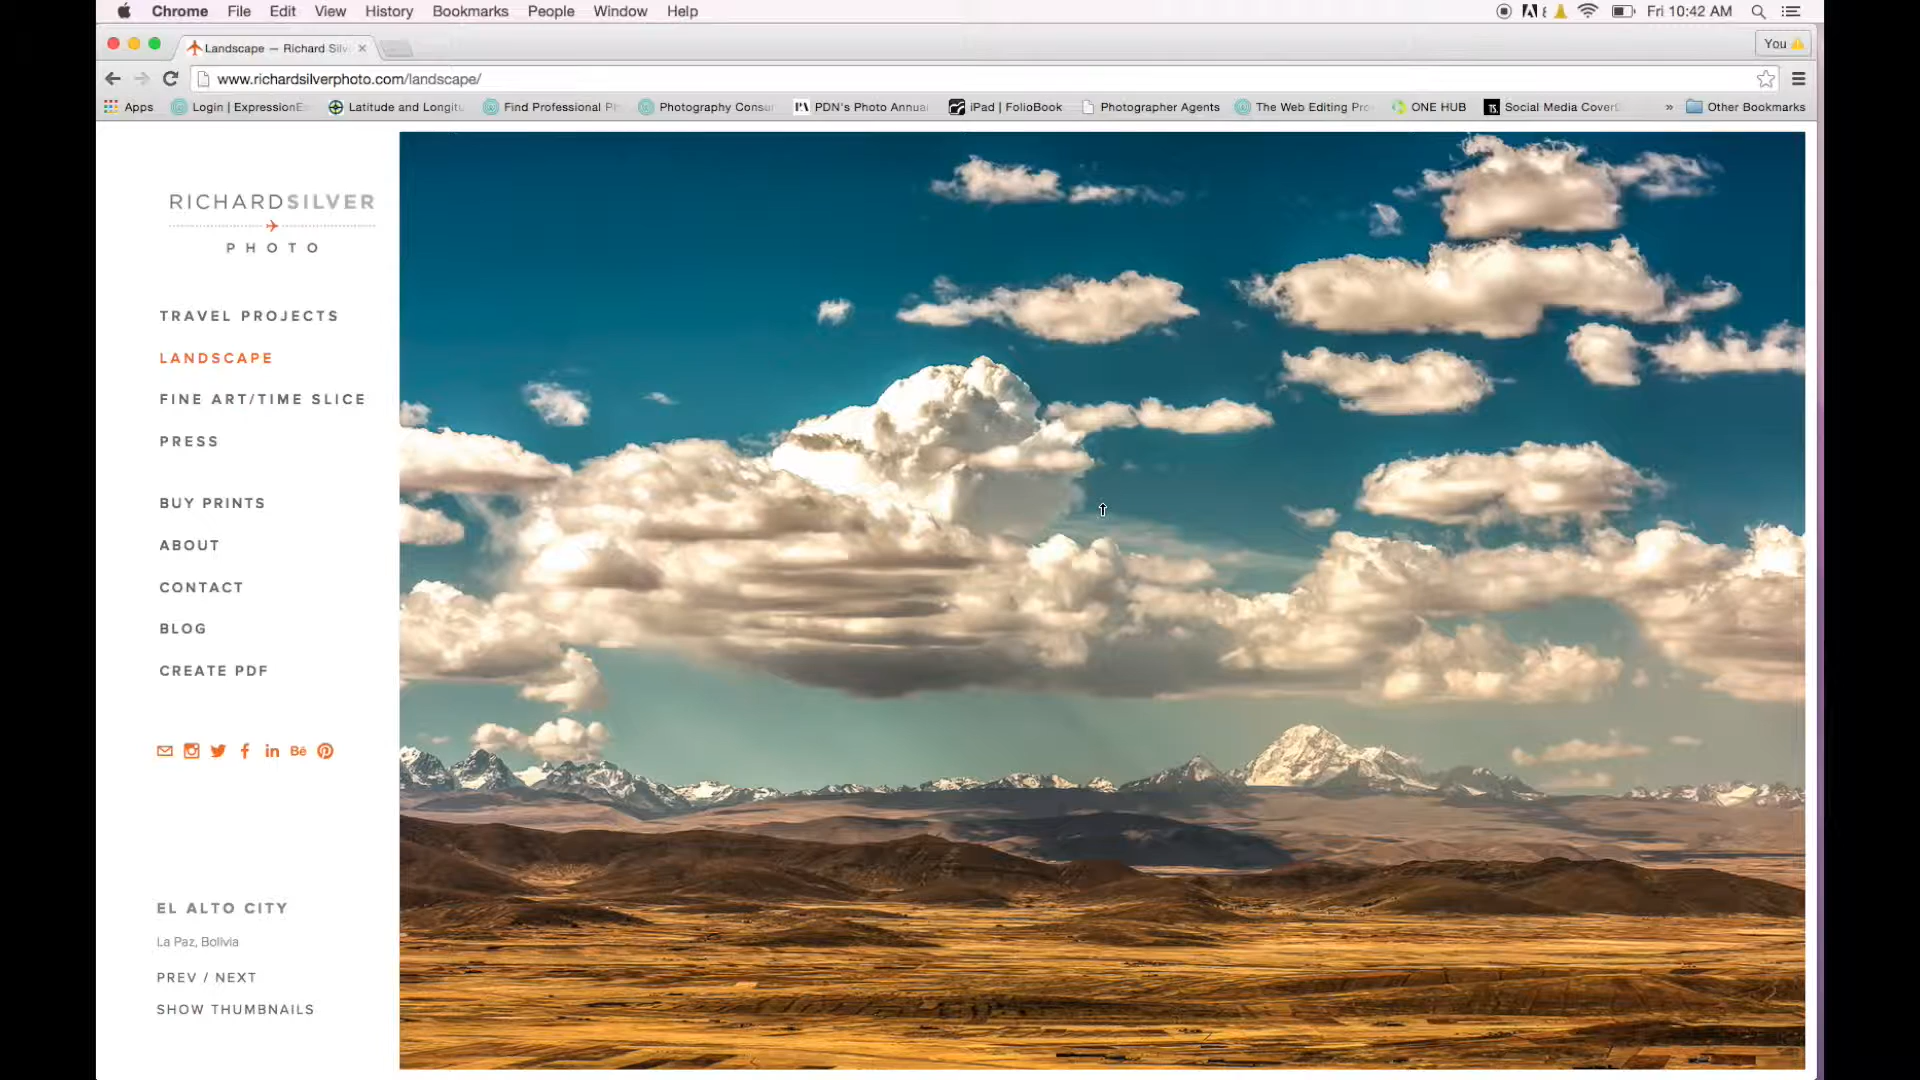 Chrome File Edit View History Bookmarks People Window Help Fri 10:42 AM
Landscape — Richard Silv You
www.richardsilverphoto.com/landscape/
Apps Login | ExpressionE Latitude and Longitu Find Professional Ph Photography Consu PDN's Photo Annua iPad | FolioBook Photographer Agents The Web Editing Pro ONE HUB Social Media Cover » Other Bookmarks
RICHARDSILVER
PHOTO
TRAVEL PROJECTS
LANDSCAPE
FINE ART/TIME SLICE
PRESS
BUY PRINTS
ABOUT
CONTACT
BLOG
CREATE PDF
EL ALTO CITY
La Paz, Bolivia
PREV / NEXT
SHOW THUMBNAILS